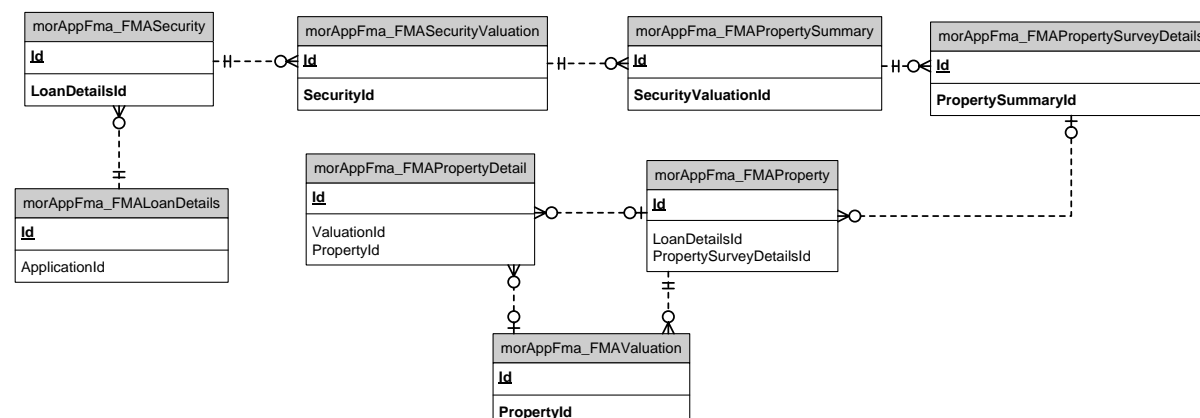 morAppFma_FMASecurity
Id
LoanDetailsId
morAppFma_FMASecurityValuation
Id
SecurityId
morAppFma_FMAPropertySummary
Id
SecurityValuationId
morAppFma_FMAPropertySurveyDetails
Id
PropertySummaryId
morAppFma_FMALoanDetails
Id
ApplicationId
morAppFma_FMAPropertyDetail
Id
ValuationId
PropertyId
morAppFma_FMAProperty
Id
LoanDetailsId
PropertySurveyDetailsId
morAppFma_FMAValuation
Id
PropertyId